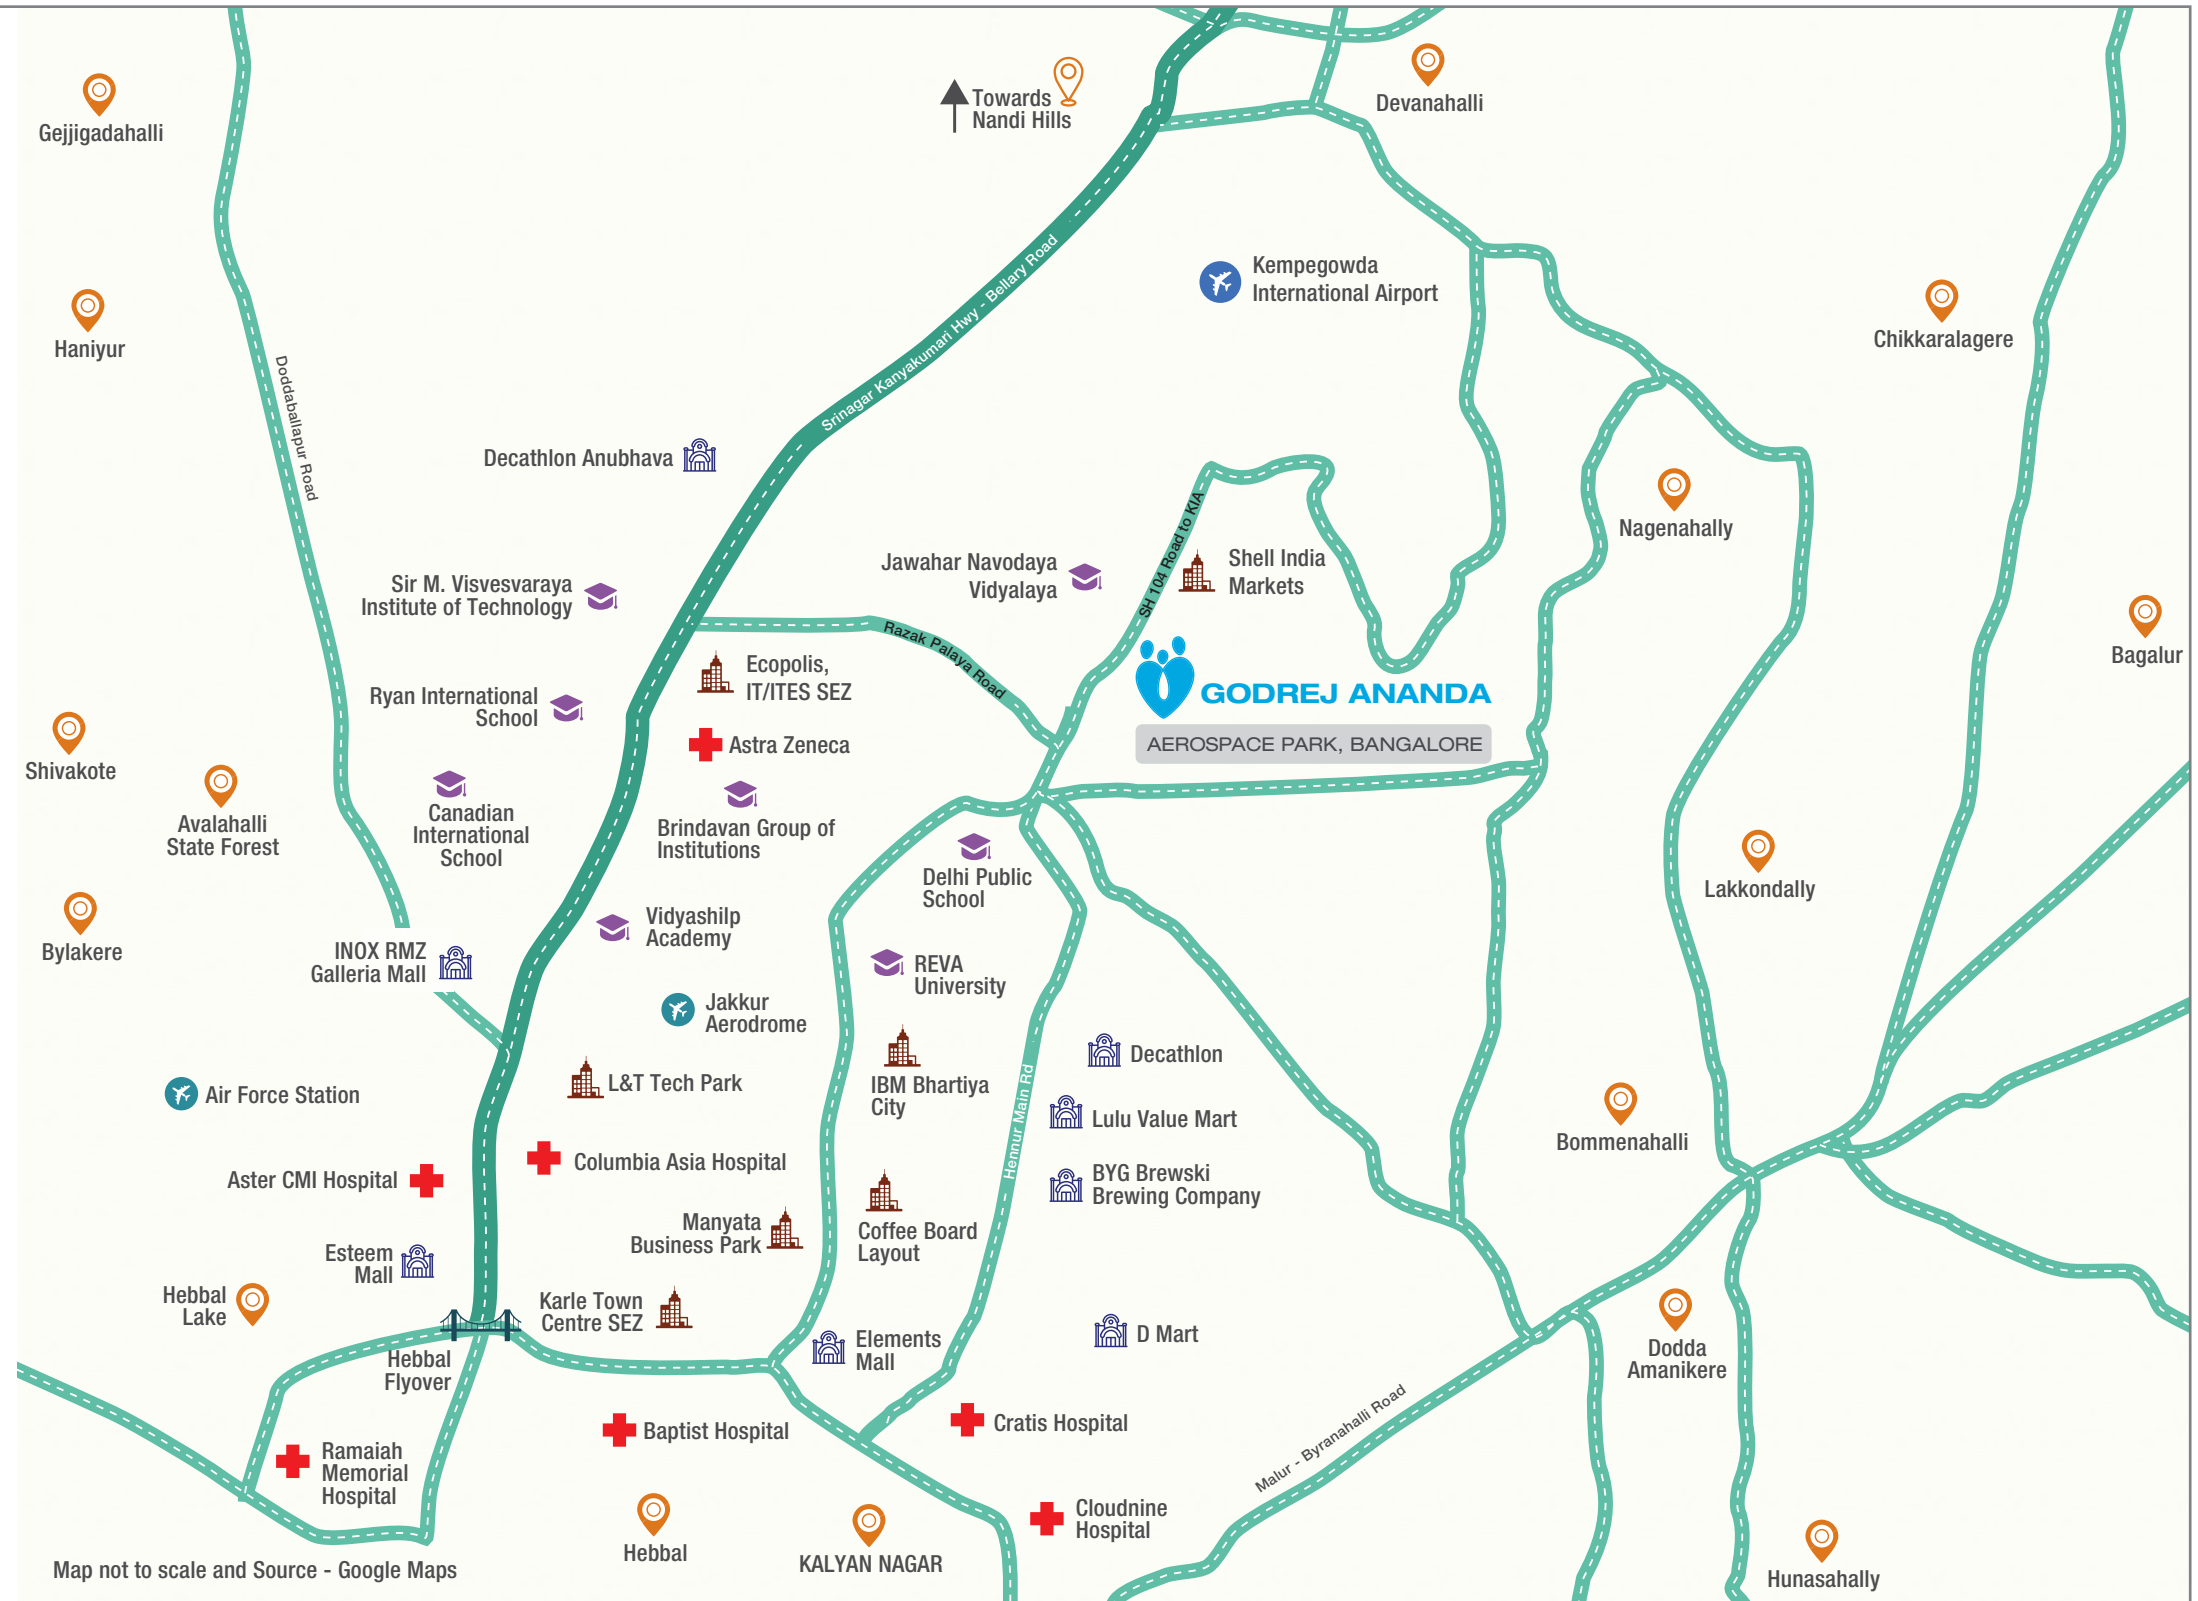 Gejjigadahalli
Towards
Nandi Hills
Devanahalli
Haniyur
Kempegowda
International Airport
Chikkaralagere
Srinagar Kanyakumari Hwy - Bellary Road
Doddaballapur Road
Decathlon Anubhava
Nagenahally
SH 104 Road to KIA
Jawahar Navodaya
Vidyalaya
Shell India
Markets
Sir M. Visvesvaraya
Institute of Technology
Razak Palaya Road
Bagalur
Ecopolis,
IT/ITES SEZ
Ryan International
School
GODREJ ANANDA
AEROSPACE PARK, BANGALORE
Astra Zeneca
Shivakote
Avalahalli
State Forest
Canadian
International
School
Brindavan Group of
Institutions
Delhi Public
School
Lakkondally
Bylakere
INOX RMZ
Galleria Mall
Vidyashilp
Academy
REVA
University
Jakkur
Aerodrome
Decathlon
Air Force Station
L&T Tech Park
IBM Bhartiya
City
Hennur Main Rd
Lulu Value Mart
Bommenahalli
Aster CMI Hospital
Columbia Asia Hospital
BYG Brewski
Brewing Company
Manyata
Business Park
Coffee Board
Layout
Esteem
Mall
Hebbal
Lake
Karle Town
Centre SEZ
Elements
Mall
D Mart
Dodda
Amanikere
Hebbal
Flyover
Malur - Byranahalli Road
Baptist Hospital
Cratis Hospital
Ramaiah
Memorial
Hospital
Cloudnine
Hospital
Hebbal
KALYAN NAGAR
Hunasahally
Map not to scale and Source - Google Maps